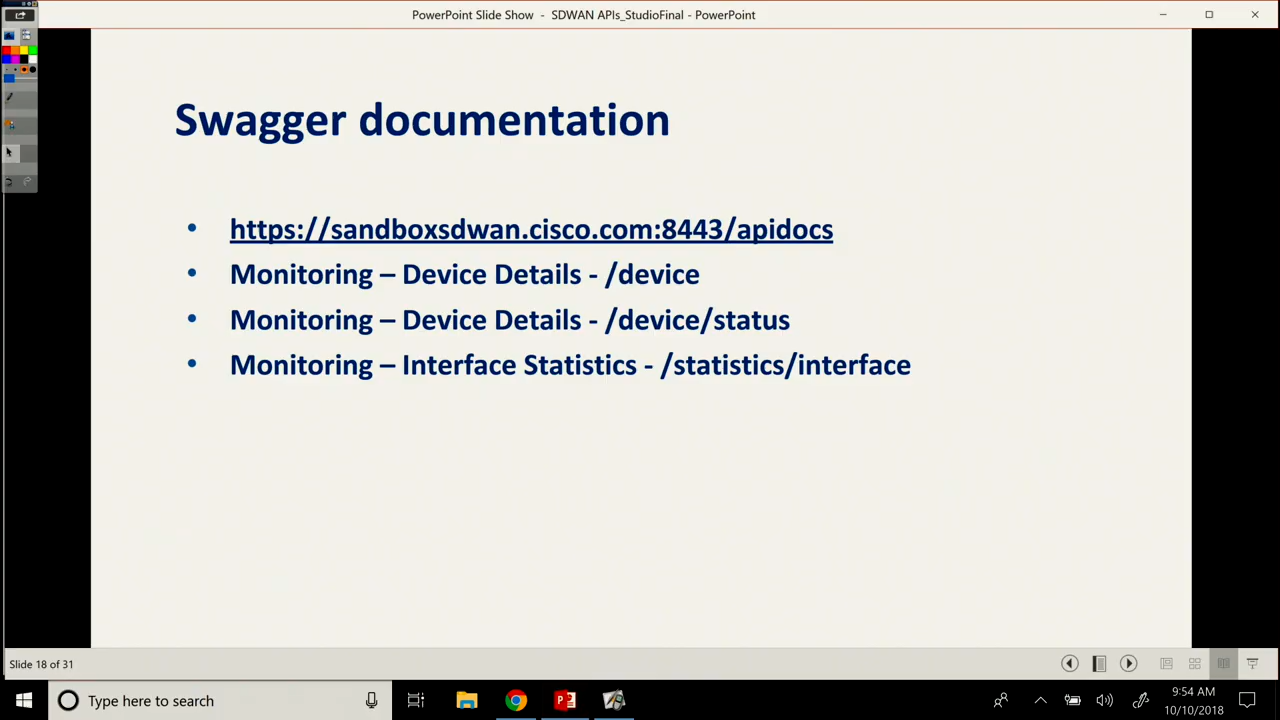 PowerPoint Slide Show - SDWAN APIs_StudioFinal - PowerPoint
Swagger documentation
• https://sandboxsdwan.cisco.com:8443/apidocs
• Monitoring – Device Details - /device
• Monitoring – Device Details - /device/status
• Monitoring – Interface Statistics - /statistics/interface
Slide 18 of 31
Type here to search
9:54 AM
10/10/2018